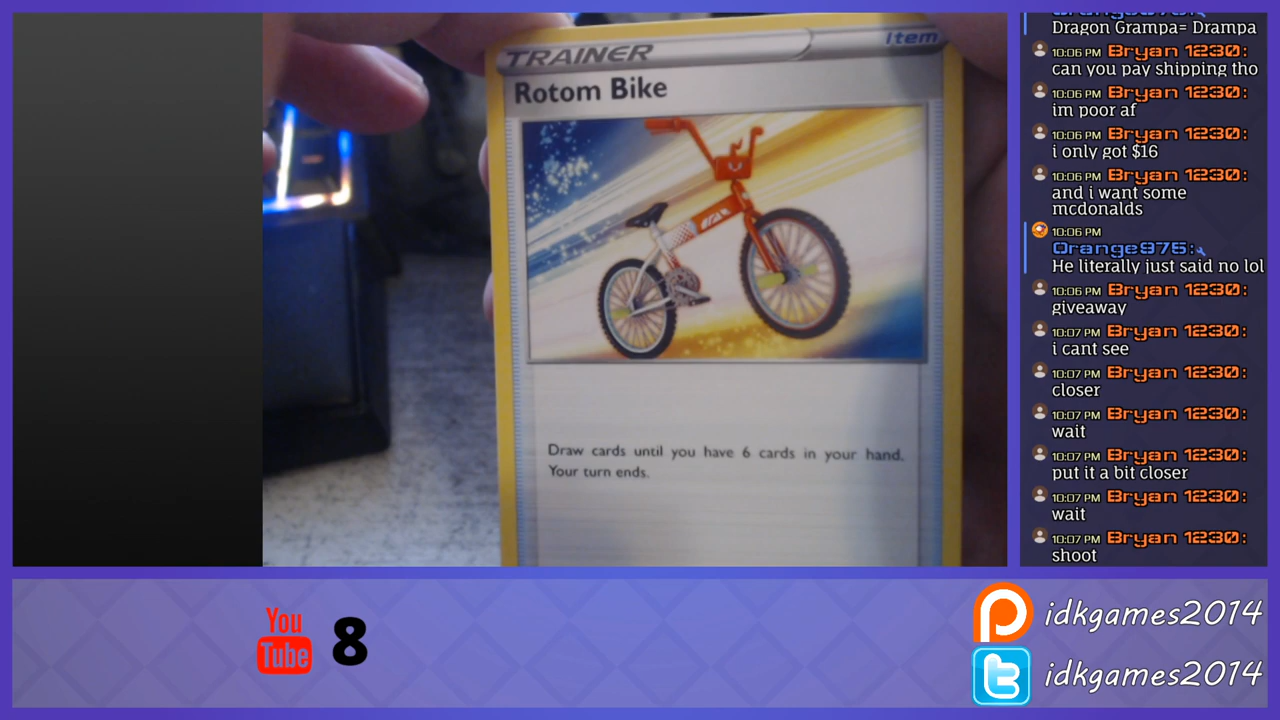 TRAINER
Item
Rotom Bike
Draw cards until you have 6 cards in your hand.
Your turn ends.
Dragon Grampa= Drampa
10:06 PM Bryan 1230:
can you pay shipping tho
10:06 PM Bryan 1230:
im poor af
10:06 PM Bryan 1230:
i only got $16
10:06 PM Bryan 1230:
and i want some
mcdonalds
10:06 PM
Orange975:
He literally just said no lol
10:06 PM Bryan 1230:
giveaway
10:07 PM Bryan 1230:
i cant see
10:07 PM Bryan 1230:
closer
10:07 PM Bryan 1230:
wait
10:07 PM Bryan 1230:
put it a bit closer
10:07 PM Bryan 1230:
wait
10:07 PM Bryan 1230:
shoot
You
Tube
8
idkgames2014
idkgames2014